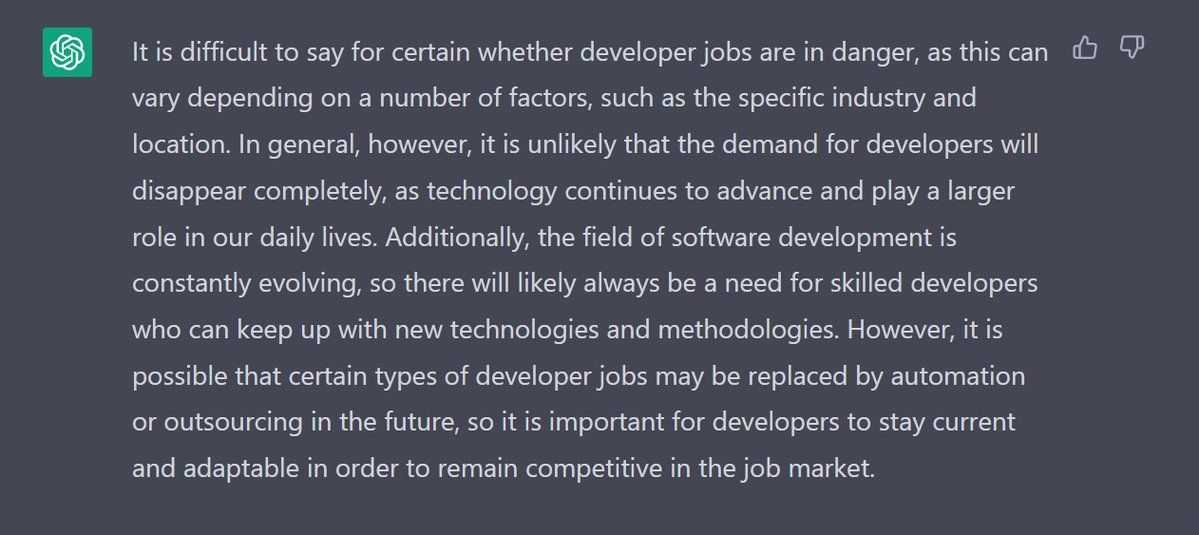 It is difficult to say for certain whether developer jobs are in danger, as this can
vary depending on a number of factors, such as the specific industry and
location. In general, however, it is unlikely that the demand for developers will
disappear completely, as technology continues to advance and play a larger
role in our daily lives. Additionally, the field of software development is
constantly evolving, so there will likely always be a need for skilled developers
who can keep up with new technologies and methodologies. However, it is
possible that certain types of developer jobs may be replaced by automation
or outsourcing in the future, so it is important for developers to stay current
and adaptable in order to remain competitive in the job market.